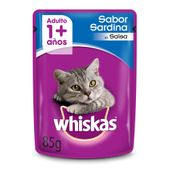 Adulto
1+
años
Sabor
Sardina
en Salsa
whiskas
85g